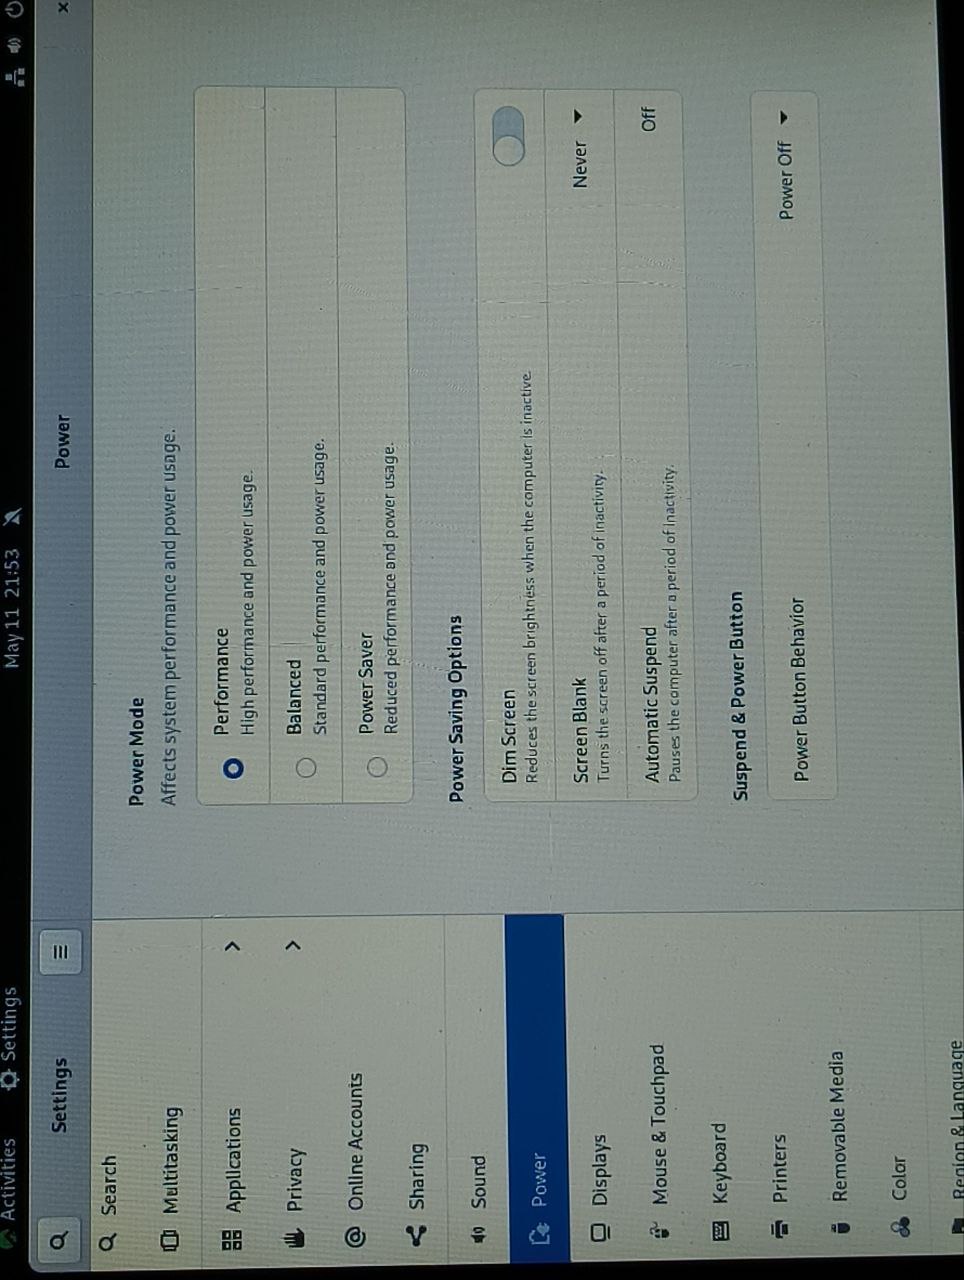 Activities
Settings
May 11 21:53
Settings
Power
×
Search
Multitasking
Applications
Privacy
Online Accounts
Sharing
Sound
Power
Displays
Mouse & Touchpad
Keyboard
Printers
Removable Media
Color
Region & Language
Power Mode
Affects system performance and power usage.
Performance
High performance and power usage.
Balanced
Standard performance and power usage.
Power Saver
Reduced performance and power usage.
Power Saving Options
Dim Screen
Reduces the screen brightness when the computer is inactive.
Screen Blank
Never
Turns the screen off after a period of inactivity.
Automatic Suspend
Off
Pauses the computer after a period of inactivity.
Suspend & Power Button
Power Button Behavior
Power Off